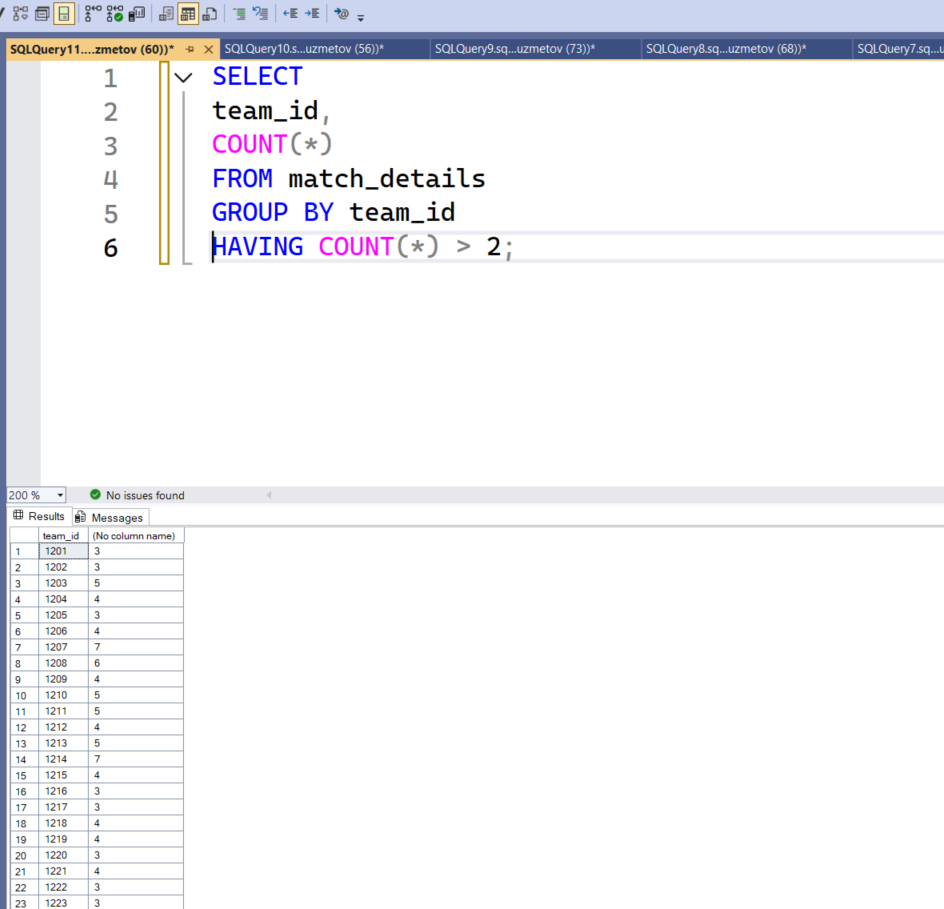 SQLQuery11....zmetov (60))*
SQLQuery10.s...uzmetov (56))*
SQLQuery9.sq...uzmetov (73))*
SQLQuery8.sq...uzmetov (68))*
SQLQuery7.sq...u
1 SELECT
2 team_id,
3 COUNT(*)
4 FROM match_details
5 GROUP BY team_id
6 HAVING COUNT(*) > 2;
200 %
No issues found
Results
Messages
team_id (No column name)
1 1201 3
2 1202 3
3 1203 5
4 1204 4
5 1205 3
6 1206 4
7 1207 7
8 1208 6
9 1209 4
10 1210 5
11 1211 5
12 1212 4
13 1213 5
14 1214 7
15 1215 4
16 1216 3
17 1217 3
18 1218 4
19 1219 4
20 1220 3
21 1221 4
22 1222 3
23 1223 3